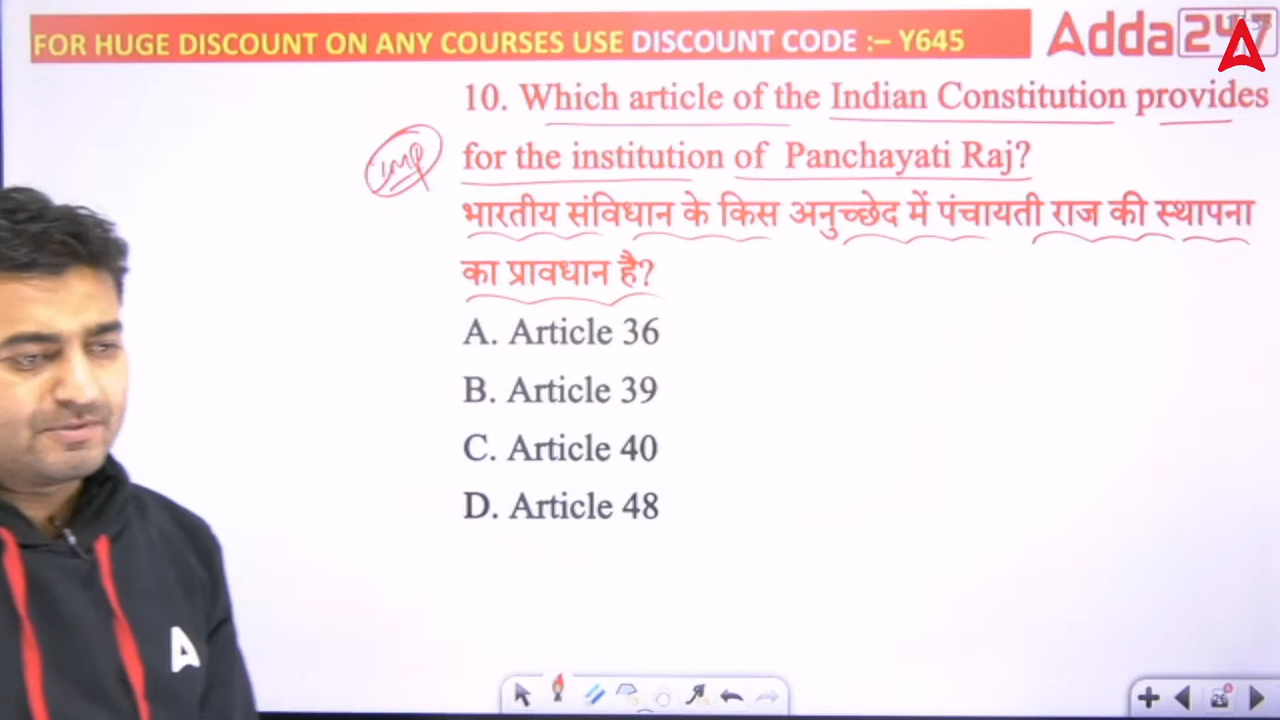 FOR HUGE DISCOUNT ON ANY COURSES USE DISCOUNT CODE :– Y645
Adda247
10. Which article of the Indian Constitution provides
imp
for the institution of Panchayati Raj?
भारतीय संविधान के किस अनुच्छेद में पंचायती राज की स्थापना
का प्रावधान है?
A. Article 36
B. Article 39
C. Article 40
D. Article 48